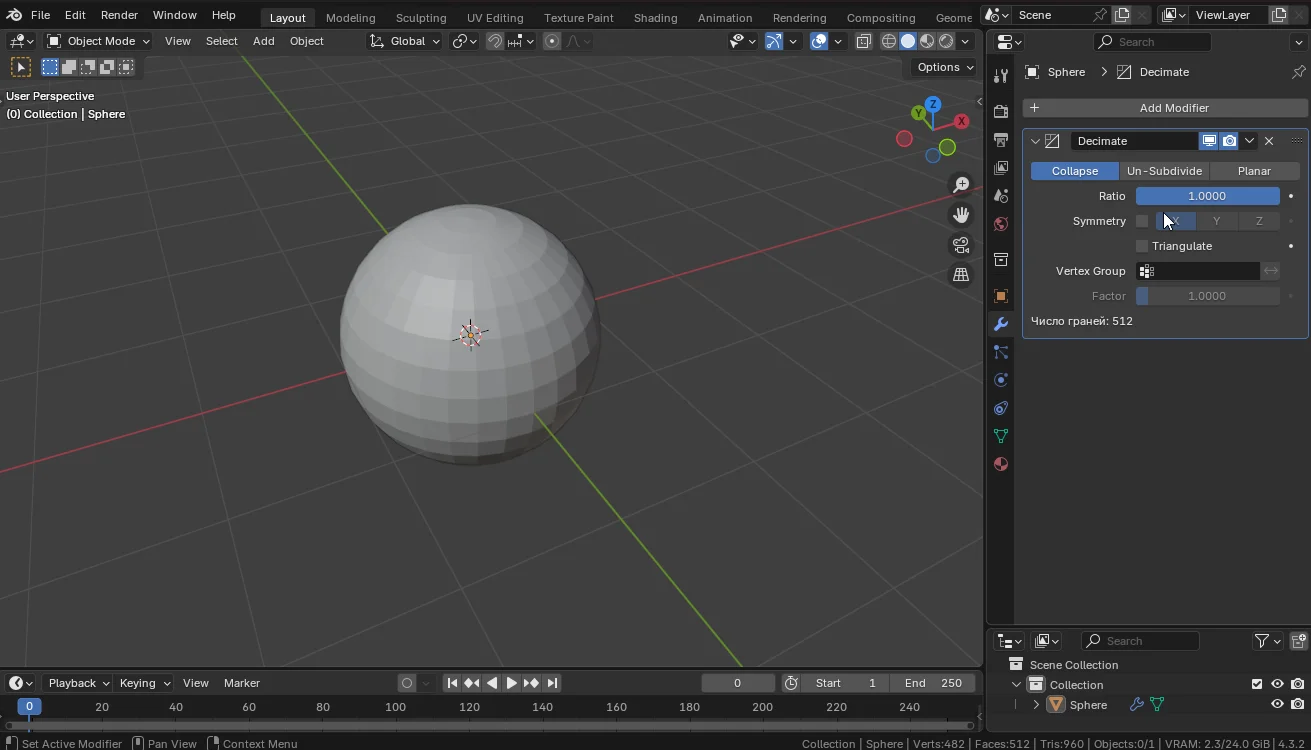 File Edit Render Window Help Layout Modeling Sculpting UV Editing Texture Paint Shading Animation Rendering Compositing Geome Scene ViewLayer
Object Mode View Select Add Object Global Search
Options
User Perspective
(0) Collection | Sphere
Z
Y
X
Sphere > Decimate
+ Add Modifier
Decimate
Collapse Un-Subdivide Planar
Ratio 1.0000
Symmetry X Y Z
Triangulate
Vertex Group
Factor 1.0000
Число граней: 512
Search
Scene Collection
Collection
Sphere
Playback Keying View Marker 0 Start 1 End 250
0 20 40 60 80 100 120 140 160 180 200 220 240
Set Active Modifier Pan View Context Menu Collection | Sphere | Verts:482 | Faces:512 | Tris:960 | Objects:0/1 | VRAM: 2.3/24.0 GiB | 4.3.2